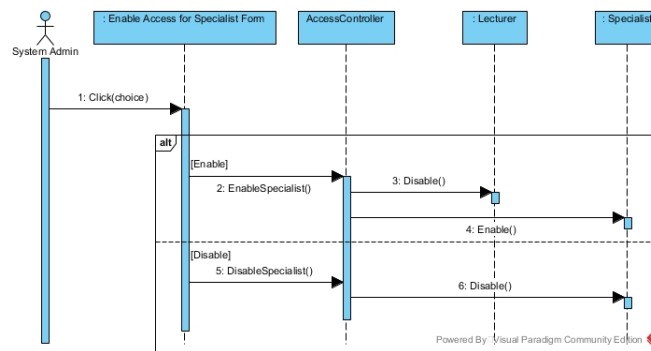 : Enable Access for Specialist Form
AccessController
: Lecturer
: Specialist
System Admin
1: Click(choice)
alt
[Enable]
2: EnableSpecialist()
3: Disable()
4: Enable()
[Disable]
5: DisableSpecialist()
6: Disable()
Powered By Visual Paradigm Community Edition